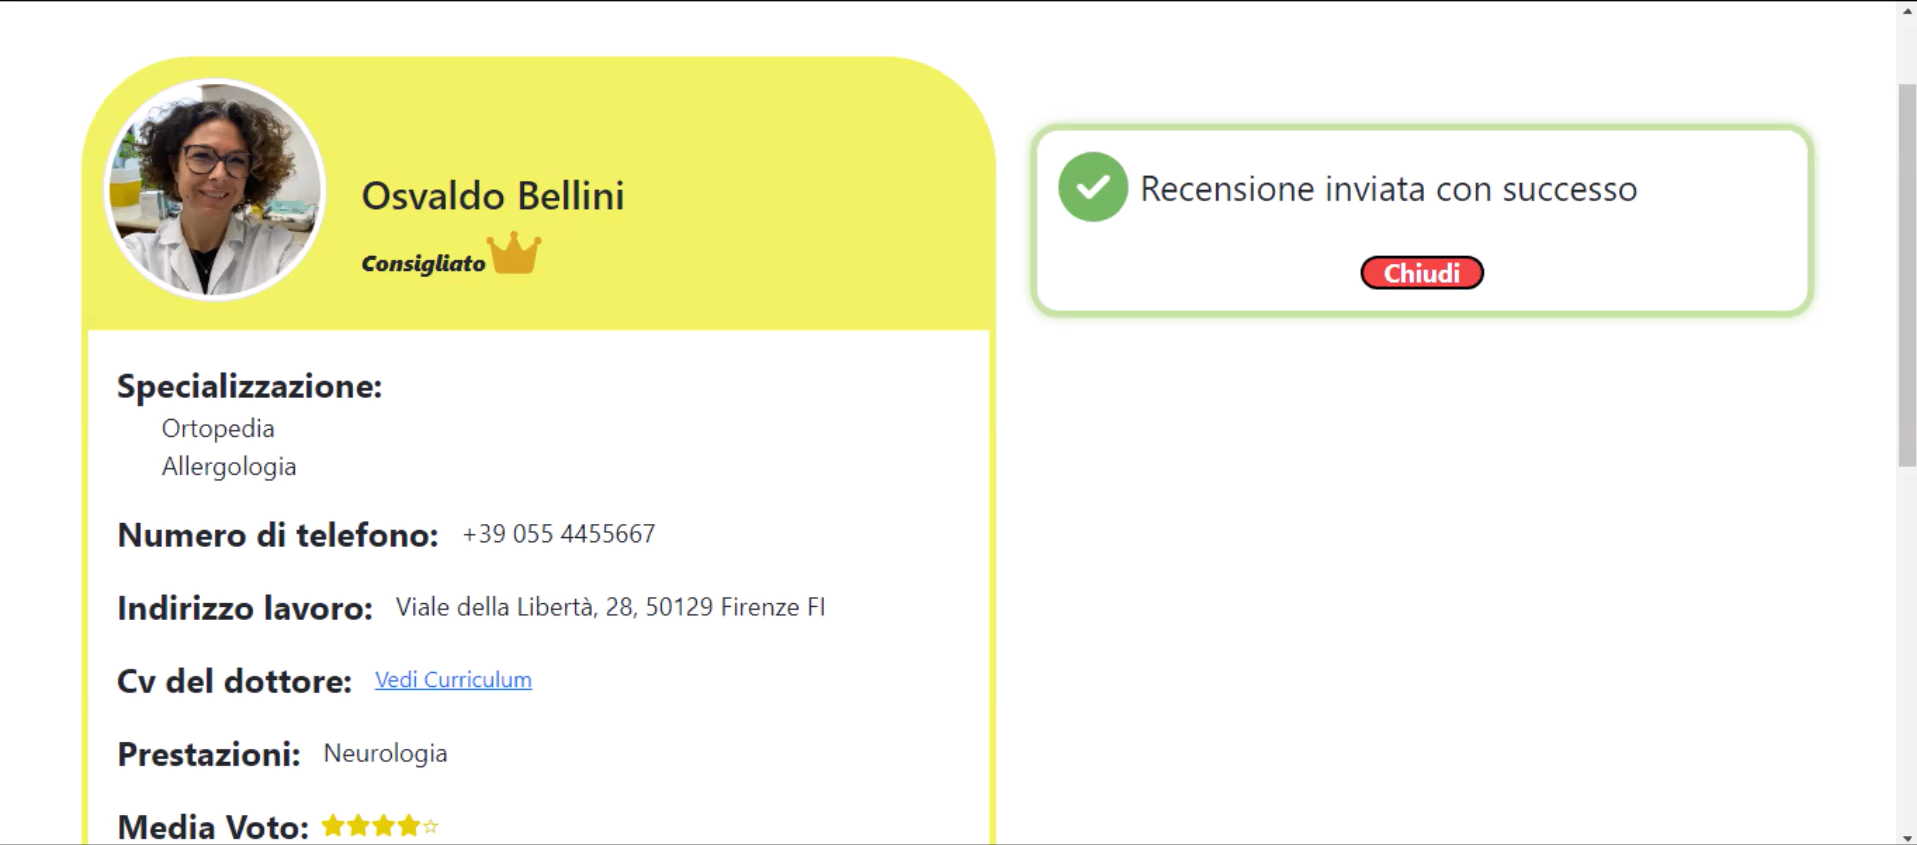 Osvaldo Bellini
Consigliato
Specializzazione:
Ortopedia
Allergologia
Numero di telefono: +39 055 4455667
Indirizzo lavoro: Viale della Libertà, 28, 50129 Firenze FI
Cv del dottore: Vedi Curriculum
Prestazioni: Neurologia
Media Voto:
Recensione inviata con successo
Chiudi